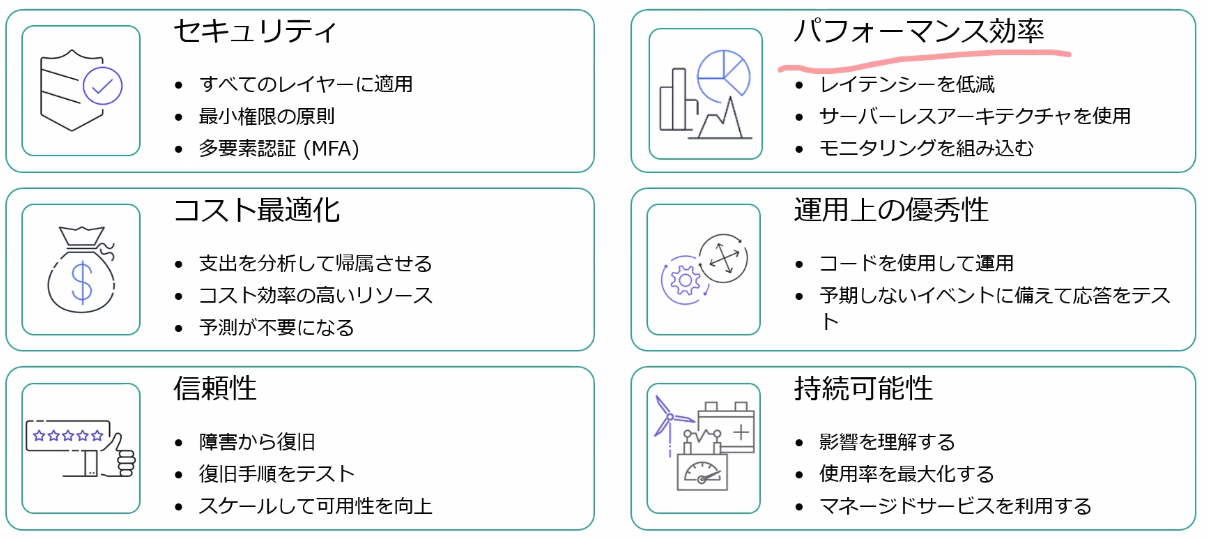 セキュリティ
• すべてのレイヤーに適用
• 最小権限の原則
• 多要素認証 (MFA)
パフォーマンス効率
• レイテンシーを低減
• サーバーレスアーキテクチャを使用
• モニタリングを組み込む
コスト最適化
• 支出を分析して帰属させる
• コスト効率の高いリソース
• 予測が不要になる
運用上の優秀性
• コードを使用して運用
• 予期しないイベントに備えて応答をテス
ト
信頼性
• 障害から復旧
• 復旧手順をテスト
• スケールして可用性を向上
持続可能性
• 影響を理解する
• 使用率を最大化する
• マネージドサービスを利用する